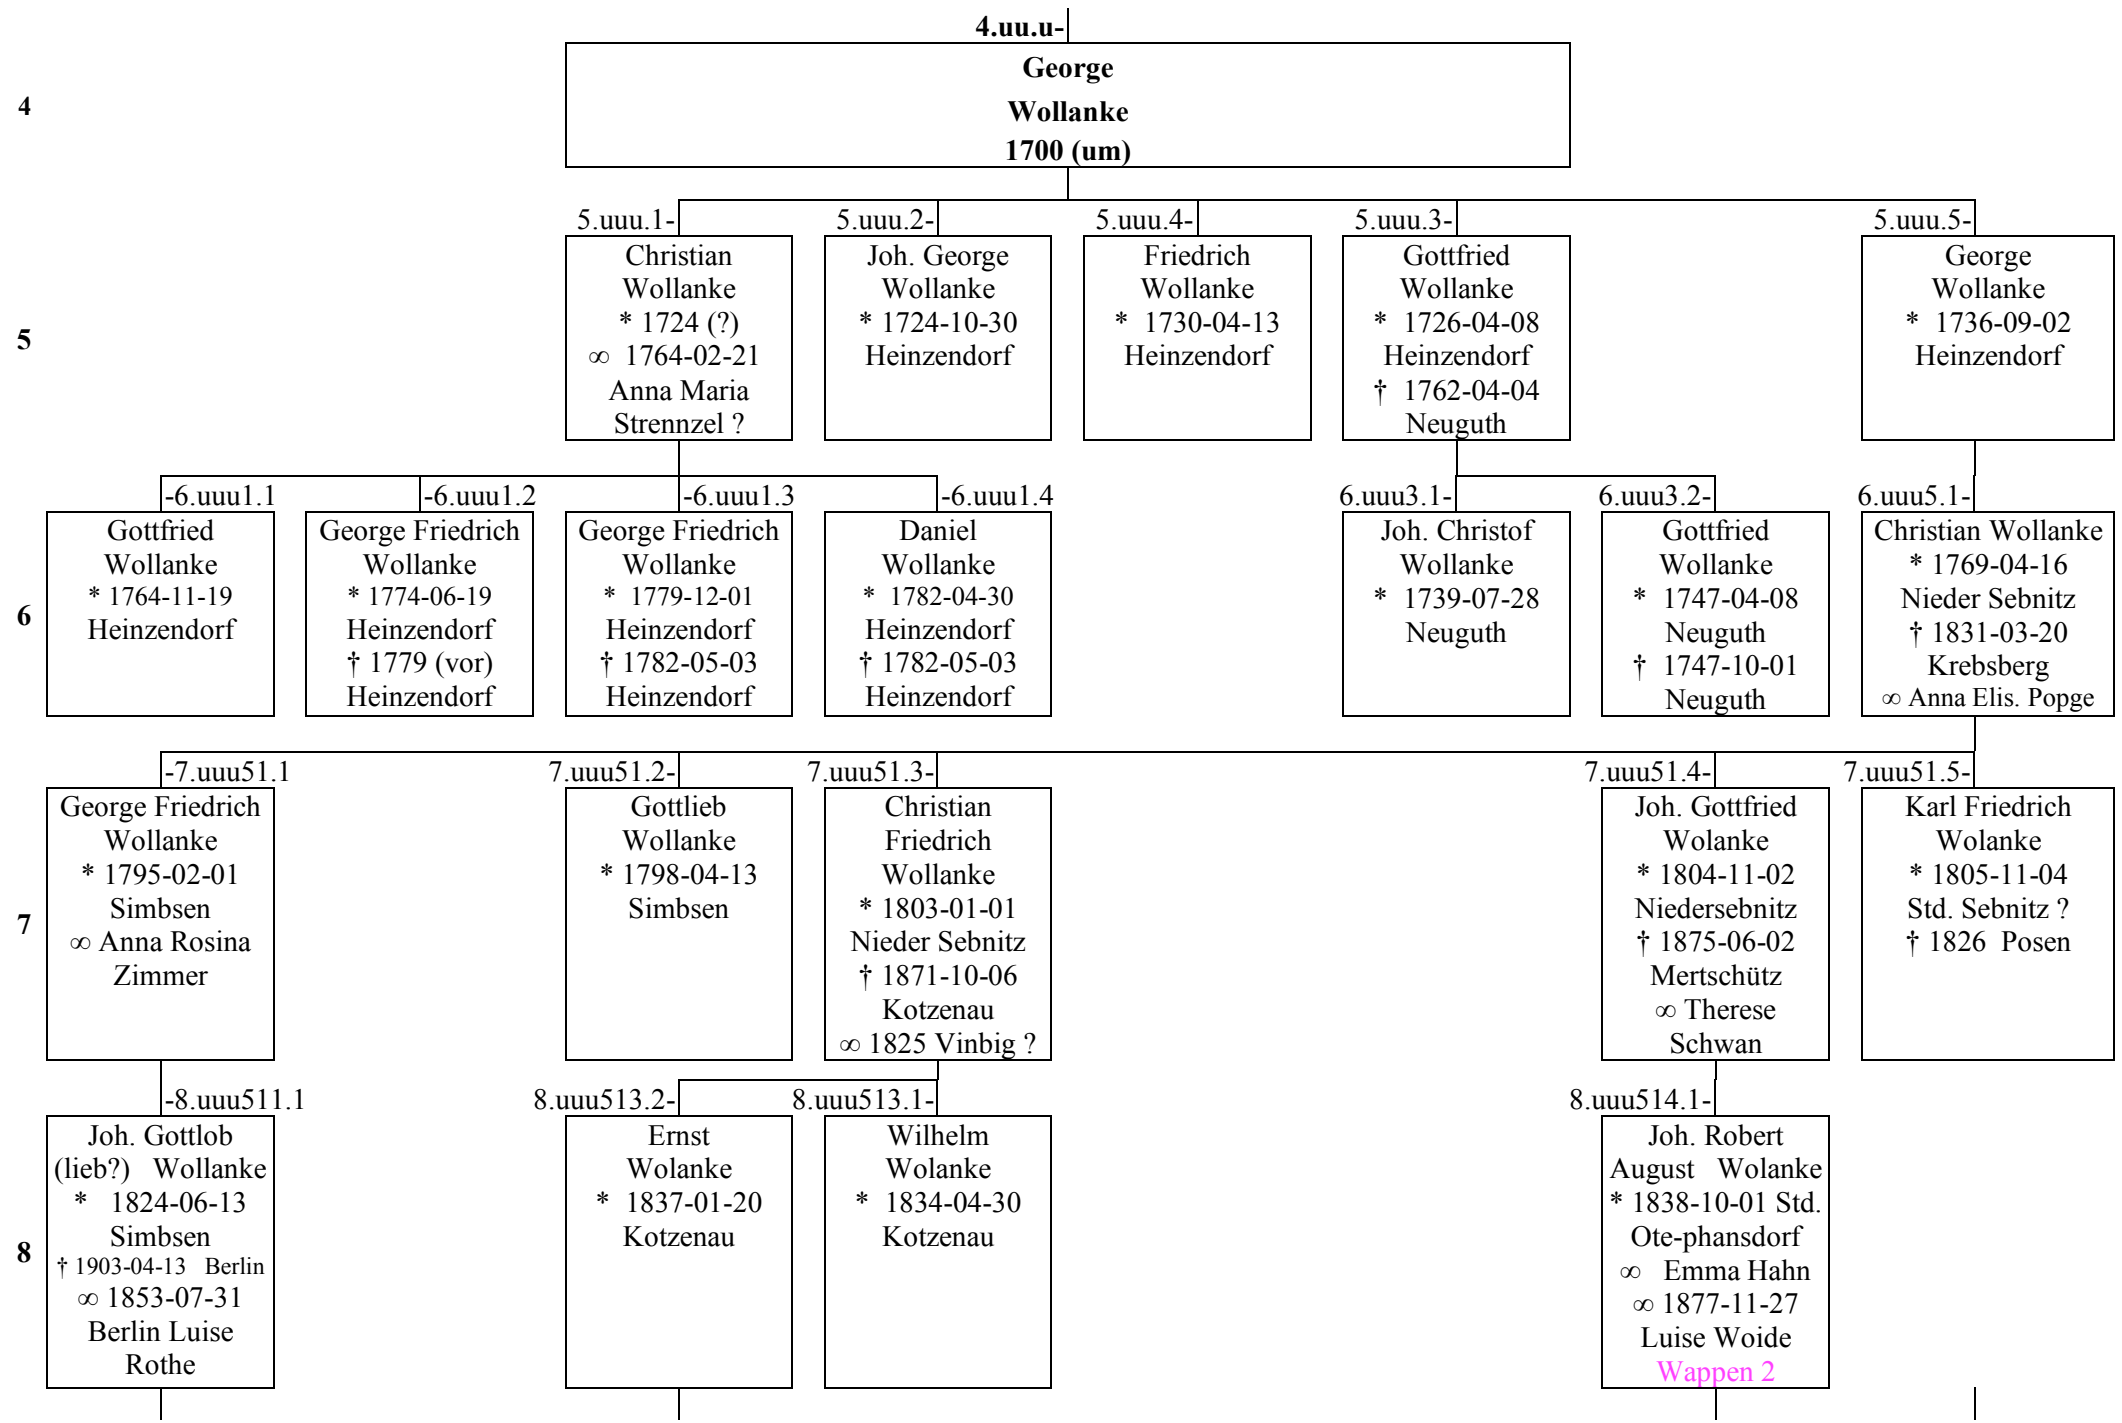 4.uu.u-
George
Wollanke
1700 (um)
4
5.uuu.1-
5.uuu.2-
5.uuu.4-
5.uuu.3-
5.uuu.5-
Christian
Wollanke
* 1724 (?)
∞ 1764-02-21
Anna Maria
Strennzel ?
Joh. George
Wollanke
* 1724-10-30
Heinzendorf
Friedrich
Wollanke
* 1730-04-13
Heinzendorf
Gottfried
Wollanke
* 1726-04-08
Heinzendorf
† 1762-04-04
Neuguth
George
Wollanke
* 1736-09-02
Heinzendorf
5
-6.uuu1.1
-6.uuu1.2
-6.uuu1.3
-6.uuu1.4
6.uuu3.1-
6.uuu3.2-
6.uuu5.1-
Gottfried
Wollanke
* 1764-11-19
Heinzendorf
George Friedrich
Wollanke
* 1774-06-19
Heinzendorf
† 1779 (vor)
Heinzendorf
George Friedrich
Wollanke
* 1779-12-01
Heinzendorf
† 1782-05-03
Heinzendorf
Daniel
Wollanke
* 1782-04-30
Heinzendorf
† 1782-05-03
Heinzendorf
Joh. Christof
Wollanke
* 1739-07-28
Neuguth
Gottfried
Wollanke
* 1747-04-08
Neuguth
† 1747-10-01
Neuguth
Christian Wollanke
* 1769-04-16
Nieder Sebnitz
† 1831-03-20
Krebsberg
∞ Anna Elis. Popge
6
-7.uuu51.1
7.uuu51.2-
7.uuu51.3-
7.uuu51.4-
7.uuu51.5-
George Friedrich
Wollanke
* 1795-02-01
Simbsen
∞ Anna Rosina
Zimmer
Gottlieb
Wollanke
* 1798-04-13
Simbsen
Christian
Friedrich
Wollanke
* 1803-01-01
Nieder Sebnitz
† 1871-10-06
Kotzenau
∞ 1825 Vinbig ?
Joh. Gottfried
Wolanke
* 1804-11-02
Niedersebnitz
† 1875-06-02
Mertschütz
∞ Therese
Schwan
Karl Friedrich
Wolanke
* 1805-11-04
Std. Sebnitz ?
† 1826 Posen
7
-8.uuu511.1
8.uuu513.2-
8.uuu513.1-
8.uuu514.1-
Joh. Gottlob
(lieb?) Wollanke
* 1824-06-13
Simbsen
† 1903-04-13 Berlin
∞ 1853-07-31
Berlin Luise
Rothe
Ernst
Wolanke
* 1837-01-20
Kotzenau
Wilhelm
Wolanke
* 1834-04-30
Kotzenau
Joh. Robert
August Wolanke
* 1838-10-01 Std.
Ote-phansdorf
∞ Emma Hahn
∞ 1877-11-27
Luise Woide
Wappen 2
8